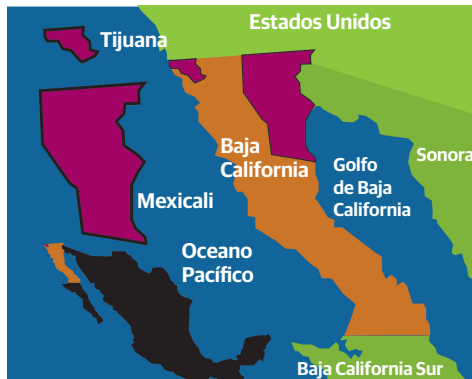 Estados Unidos
Tijuana
Baja
California
Sonora
Golfo
de Baja
California
Mexicali
Oceano
Pacífico
Baja California Sur